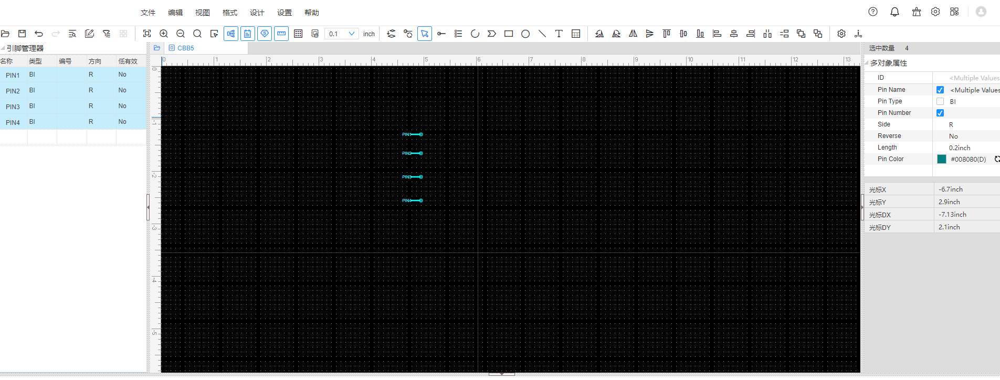 文件 编辑 视图 格式 设计 设置 帮助
0.1 inch
引脚管理器
名称 类型 编号 方向 低有效
PIN1 BI R No
PIN2 BI R No
PIN3 BI R No
PIN4 BI R No
CBB5
0 1 2 3 4 5 6 7 8 9 10 11 12 13
0
-1
-2
-3
-4
-5
PIN1
PIN2
PIN3
PIN4
选中数量 4
多对象属性
ID <Multiple Values
Pin Name <Multiple Values
Pin Type BI
Pin Number
Side R
Reverse No
Length 0.2inch
Pin Color #008080(D)
光标X -6.7inch
光标Y 2.9inch
光标DX -7.13inch
光标DY 2.1inch